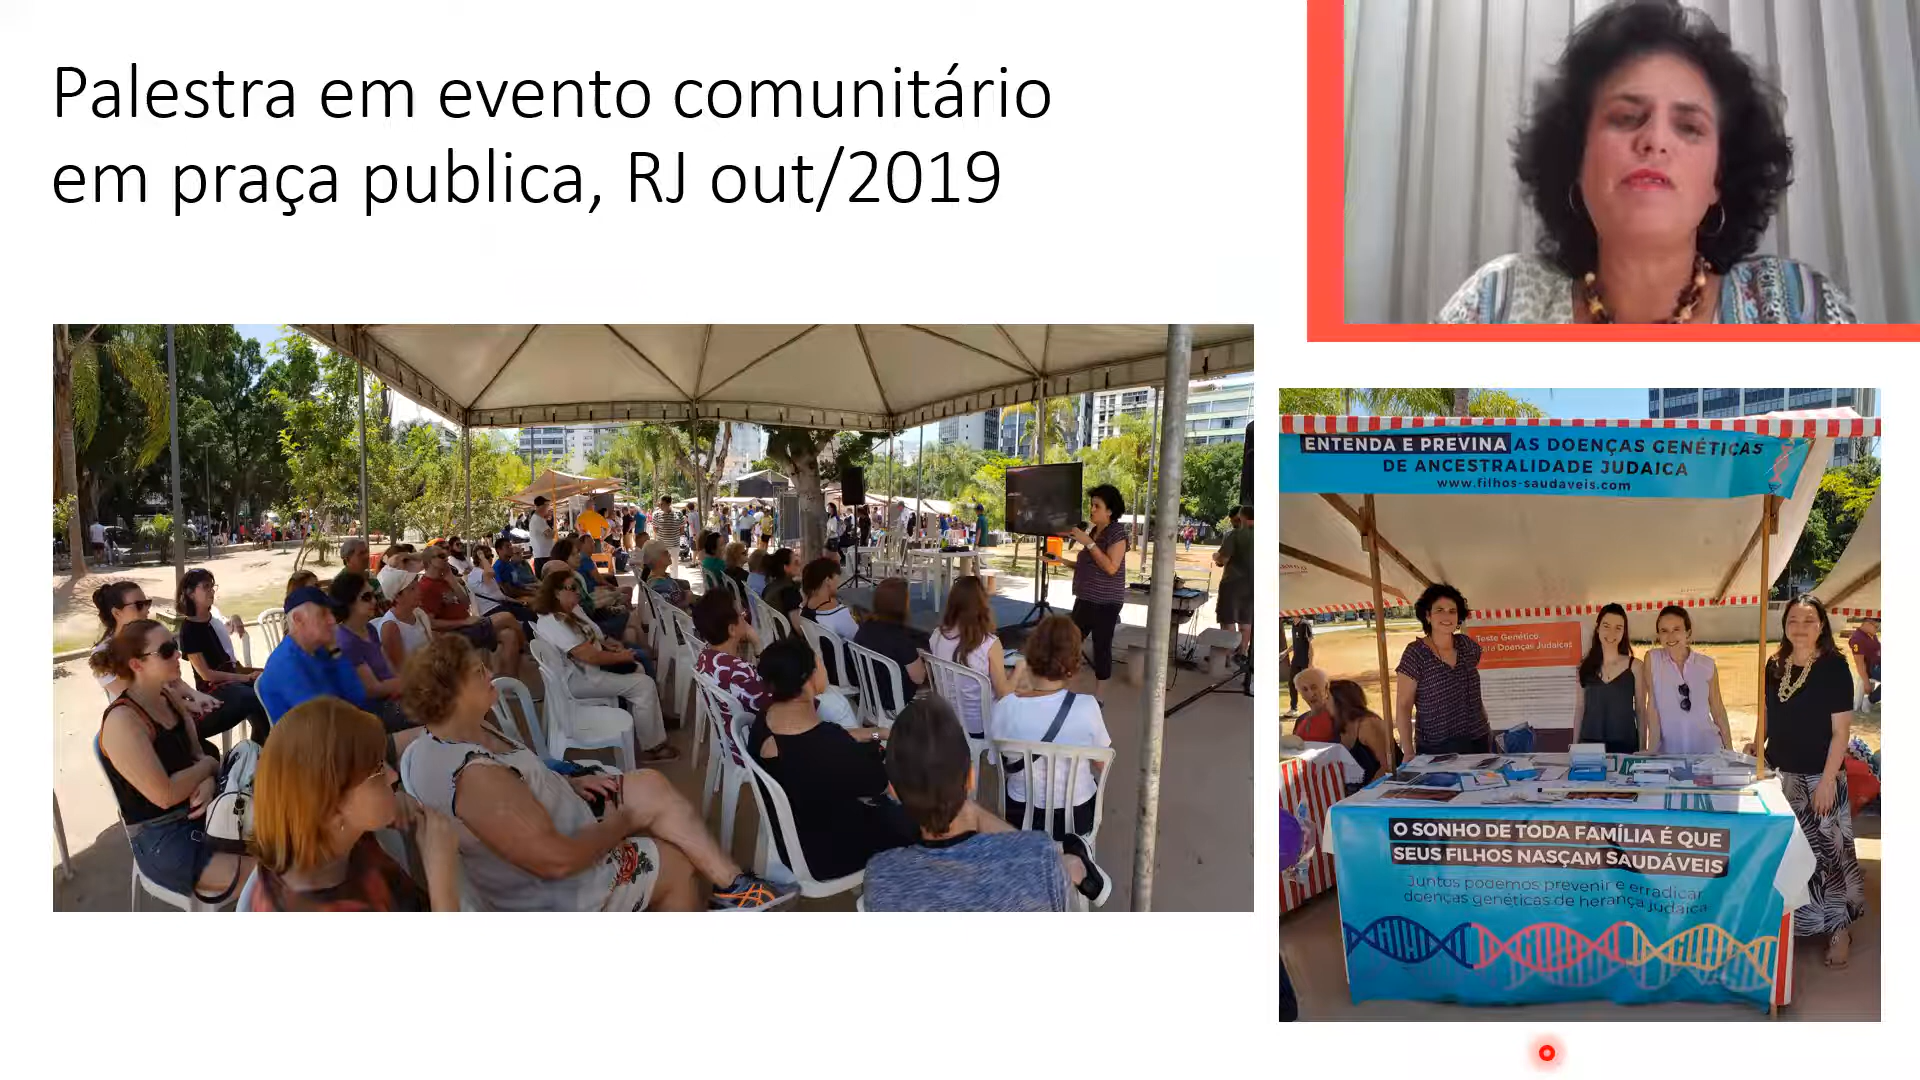 Palestra em evento comunitário
em praça publica, RJ out/2019
ENTENDA E PREVINA AS DOENÇAS GENÉTICAS
DE ANCESTRALIDADE JUDAICA
www.filhos-saudaveis.com
Teste Genético
para Doenças Judaicas
O SONHO DE TODA FAMÍLIA É QUE
SEUS FILHOS NASÇAM SAUDÁVEIS
Juntos podemos prevenir e erradicar
doenças genéticas de herança judaica